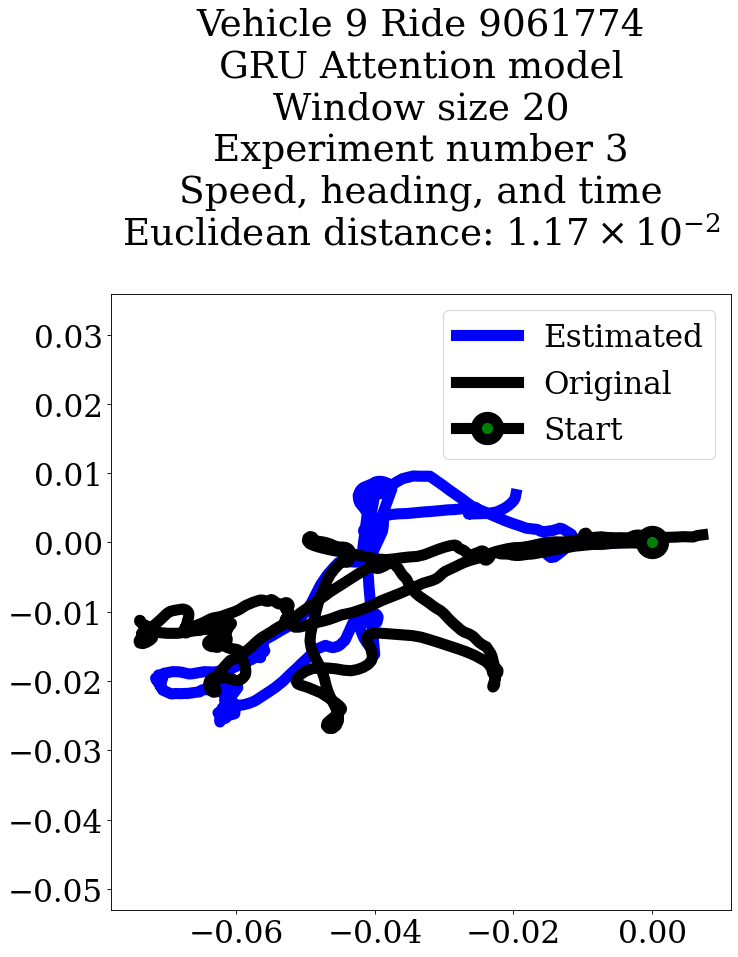 Vehicle 9 Ride 9061774
GRU Attention model
Window size 20
Experiment number 3
Speed, heading, and time
Euclidean distance: 1.17 × 10⁻²
Estimated
Original
Start
0.03
0.02
0.01
0.00
−0.01
−0.02
−0.03
−0.04
−0.05
−0.06 −0.04 −0.02 0.00